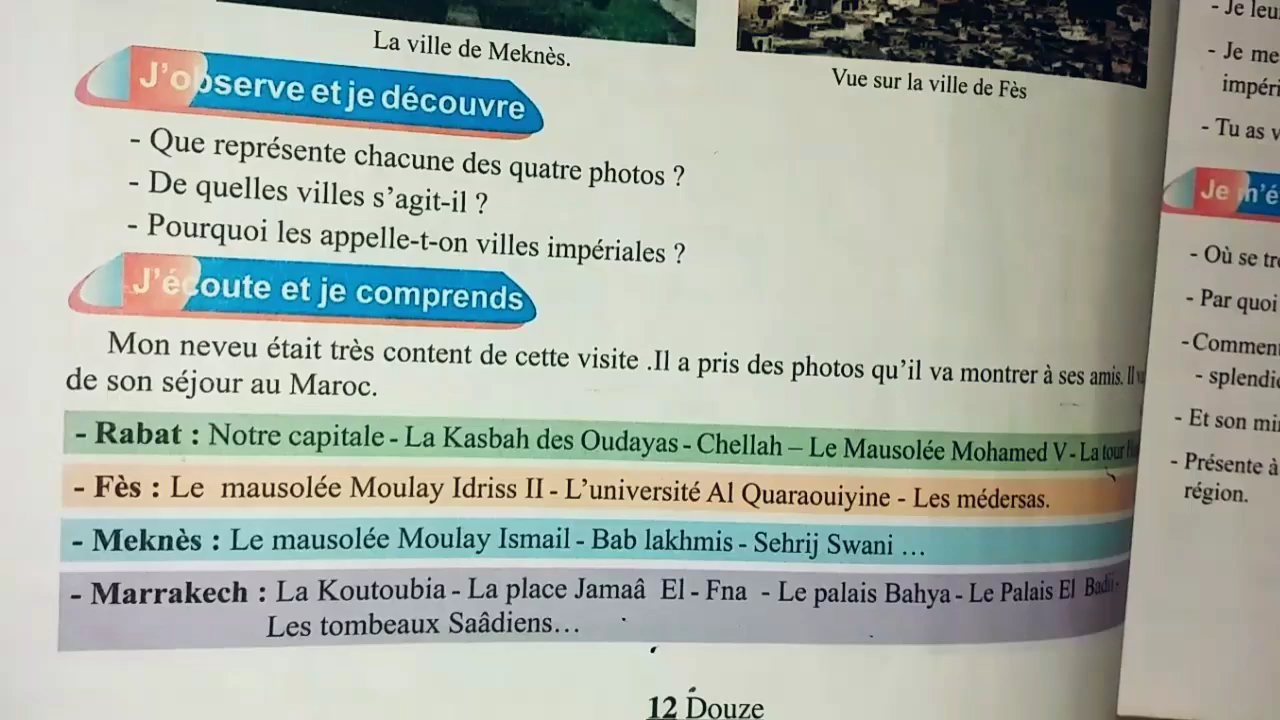 La ville de Meknès.
Vue sur la ville de Fès
J'observe et je découvre
- Que représente chacune des quatre photos ?
- De quelles villes s'agit-il ?
- Pourquoi les appelle-t-on villes impériales ?
J'écoute et je comprends
Mon neveu était très content de cette visite .Il a pris des photos qu'il va montrer à ses amis. Il
de son séjour au Maroc.
- Rabat : Notre capitale - La Kasbah des Oudayas - Chellah – Le Mausolée Mohamed V - La tour
- Fès : Le mausolée Moulay Idriss II - L'université Al Quaraouiyine - Les médersas.
- Meknès : Le mausolée Moulay Ismail - Bab lakhmis - Sehrij Swani …
- Marrakech : La Koutoubia - La place Jamaâ El - Fna - Le palais Bahya - Le Palais El Badii -
Les tombeaux Saâdiens…
12 Douze
- Je leu
- Je me
impéri
- Tu as v
Je m'é
- Où se tr
- Par quoi
- Comment
- splendi
- Et son mi
- Présente à
région.